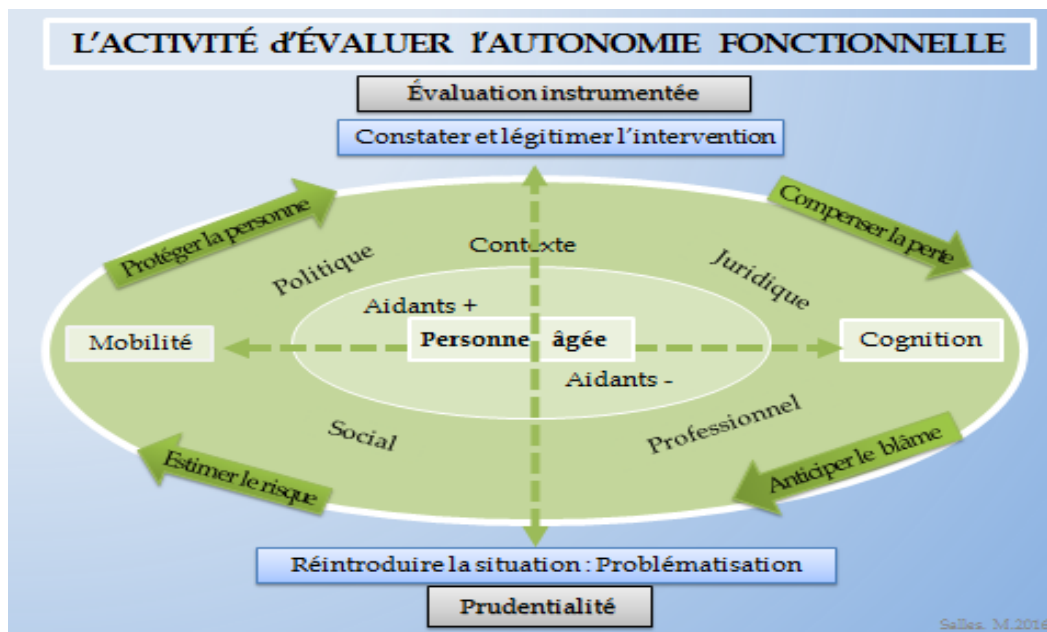 L'ACTIVITÉ d'ÉVALUER l'AUTONOMIE FONCTIONNELLE
Évaluation instrumentée
Constater et légitimer l'intervention
Protéger la personne
Compenser la perte
Politique
Contexte
Juridique
Aidants +
Mobilité
Personne âgée
Cognition
Aidants -
Social
Professionnel
Estimer le risque
Anticiper le blâme
Réintroduire la situation : Problématisation
Prudentialité
Salles. M.2016